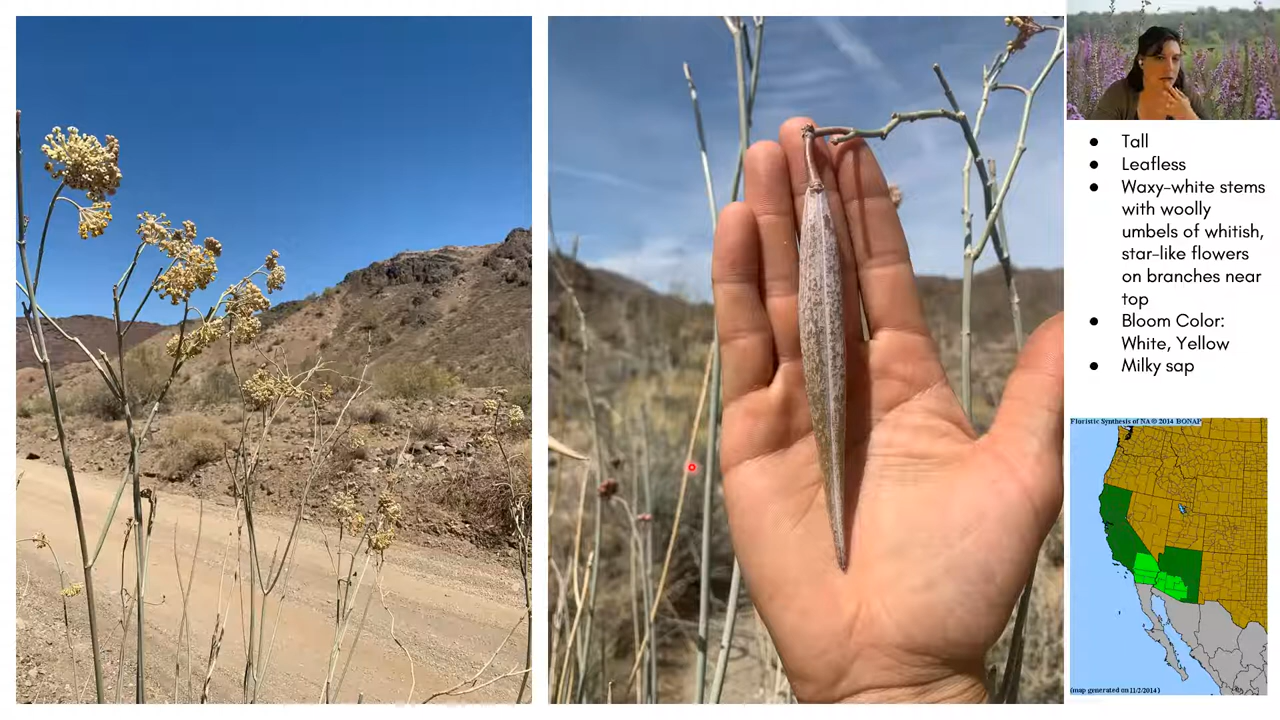 ● Tall
● Leafless
● Waxy-white stems
with woolly
umbels of whitish,
star-like flowers
on branches near
top
● Bloom Color:
White, Yellow
● Milky sap
Floristic Synthesis of NA © 2014 BONAP
(map generated on 11/2/2014)